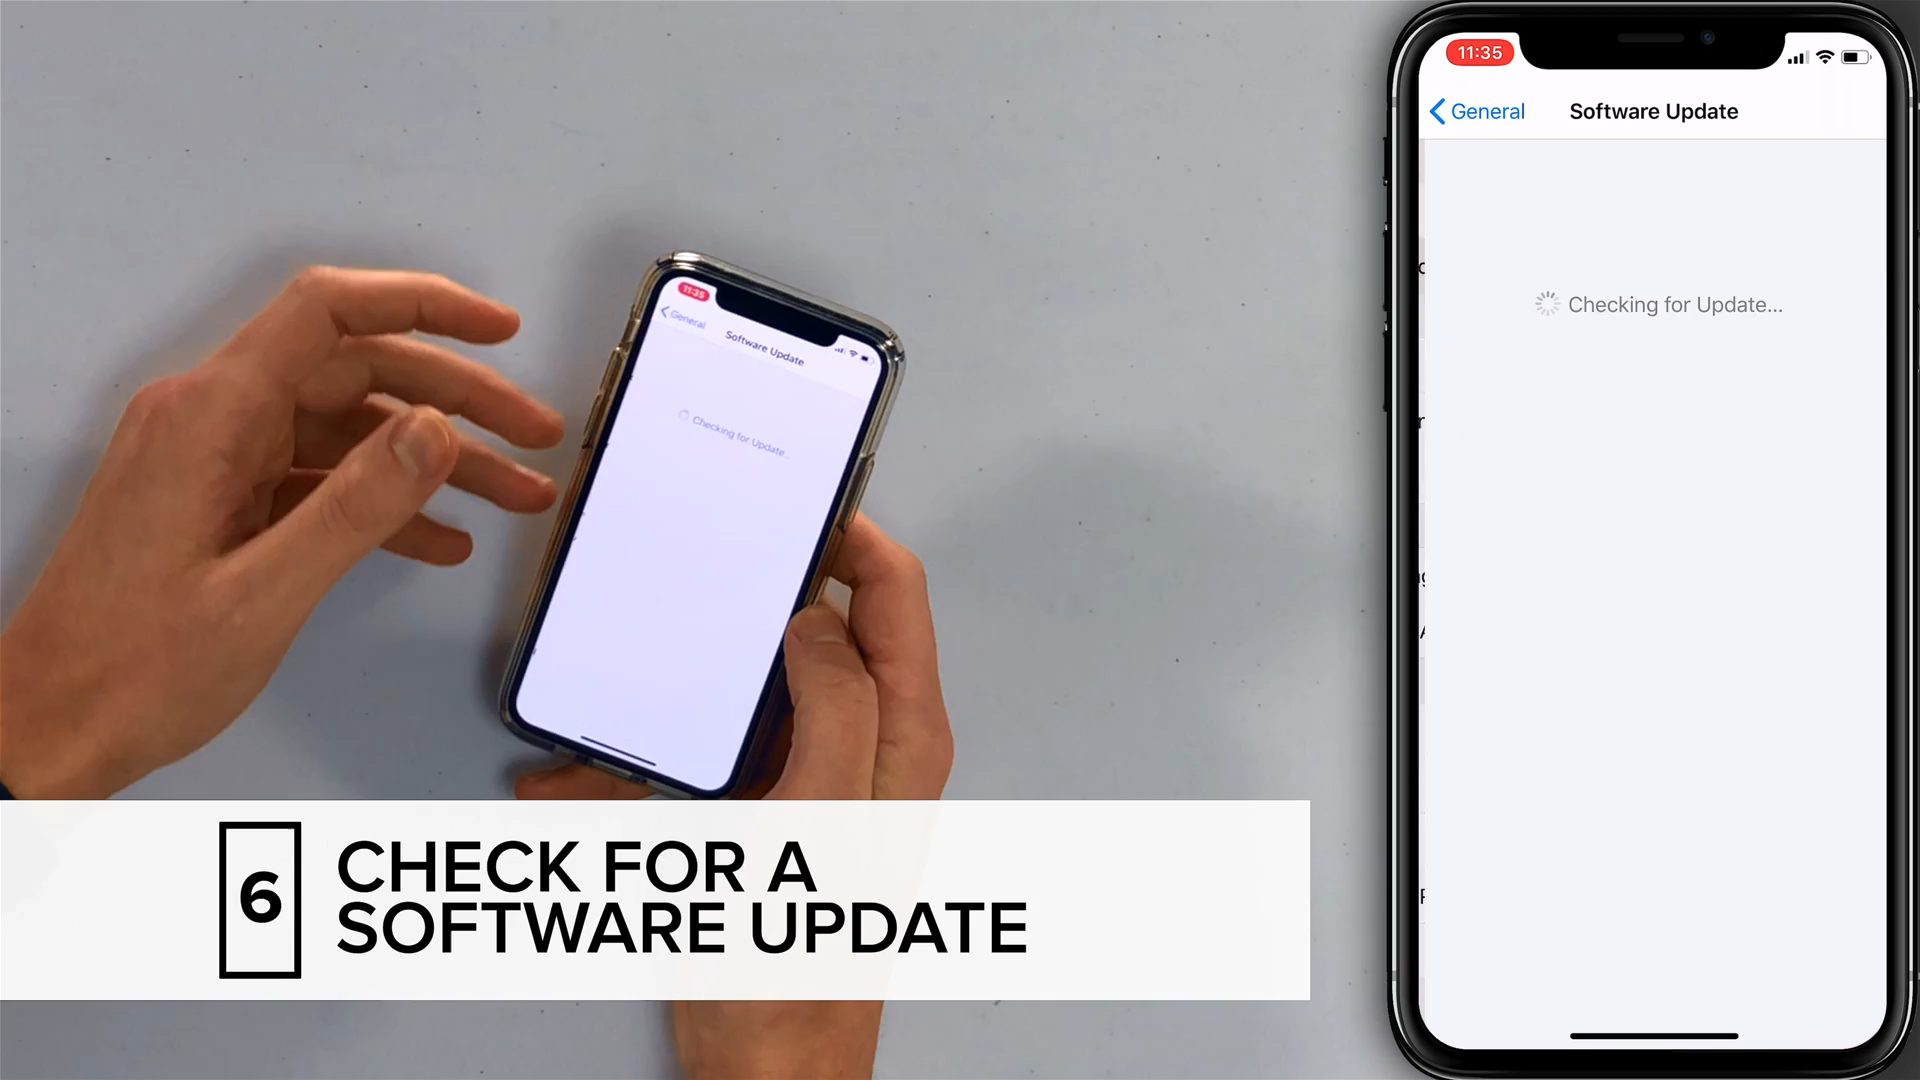 11:35
General
Software Update
Checking for Update...
6
CHECK FOR A
SOFTWARE UPDATE
11:35
General Software Update
Checking for Update...